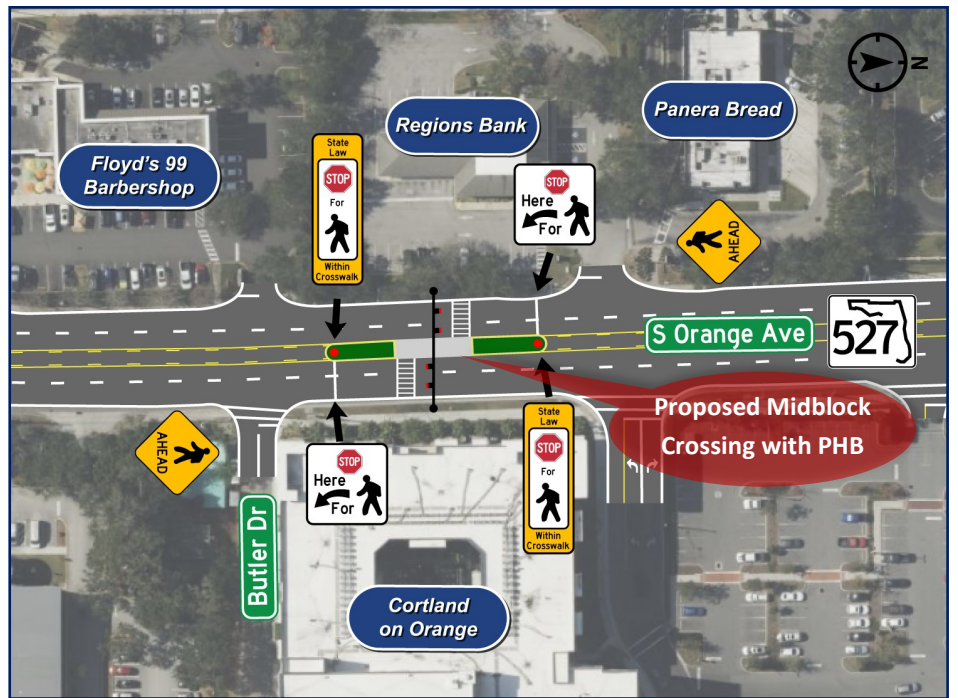 N
Floyd's 99
Barbershop
Regions Bank
Panera Bread
State
Law
STOP
For
Within
Crosswalk
STOP
Here
For
AHEAD
S Orange Ave
527
Proposed Midblock
Crossing with PHB
AHEAD
Butler Dr
STOP
Here
For
State
Law
STOP
For
Within
Crosswalk
Cortland
on Orange